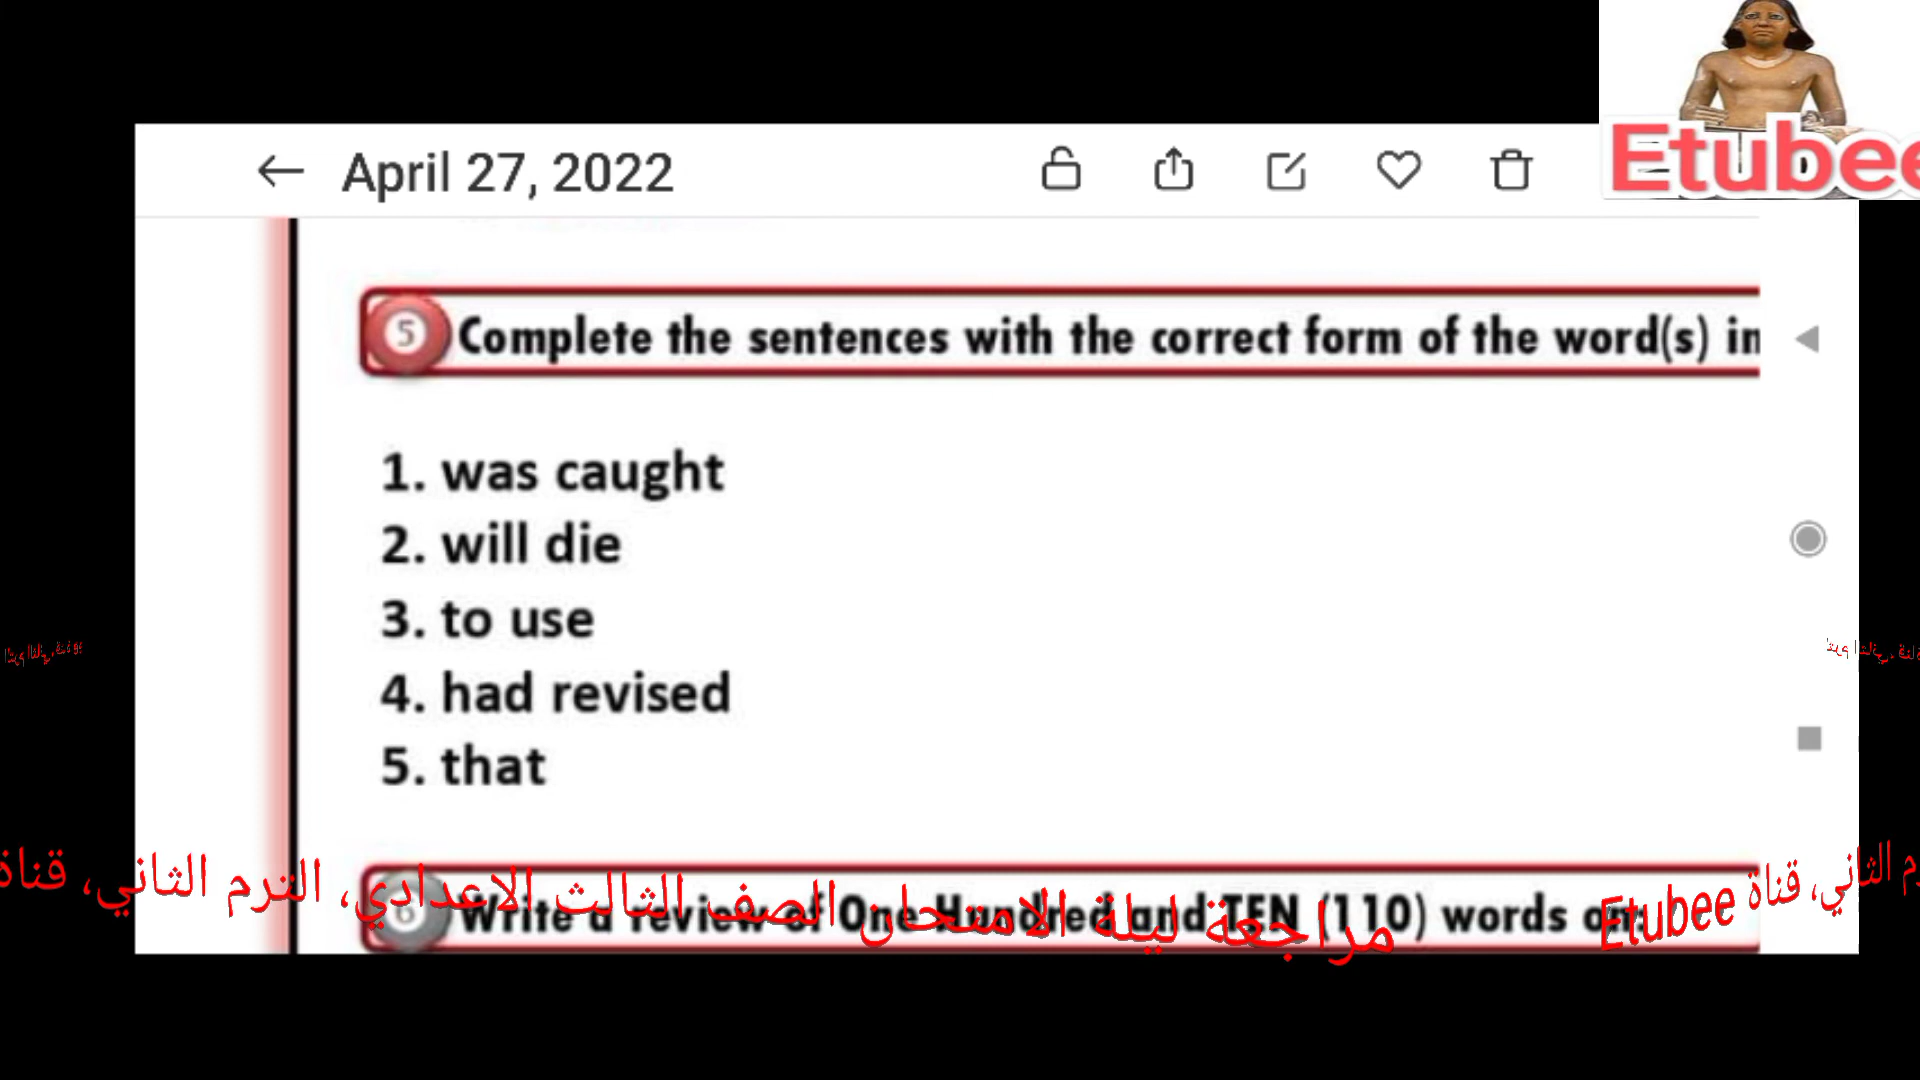 Etubee
April 27, 2022
5 Complete the sentences with the correct form of the word(s) in
1. was caught
2. will die
3. to use
4. had revised
5. that
6 Write a review of One Hundred and TEN (110) words on:
مراجعة ليلة الامتحان الصف الثالث الاعدادي، الترم الثاني، قناة
Etubee
الثاني، قناة